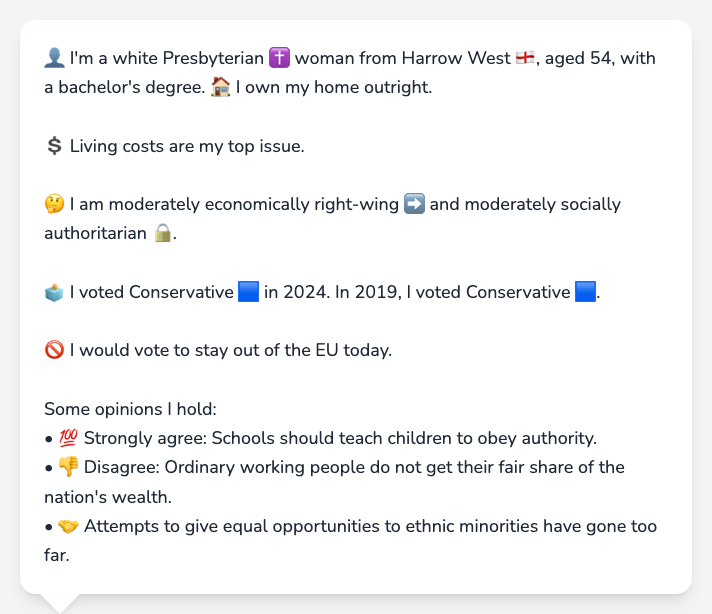 👤 I'm a white Presbyterian ✝️ woman from Harrow West 🏴󠁧󠁢󠁥󠁮󠁧󠁿, aged 54, with
a bachelor's degree. 🏠 I own my home outright.
💲 Living costs are my top issue.
🤔 I am moderately economically right-wing ➡️ and moderately socially
authoritarian 🔒.
🗳️ I voted Conservative 🟦 in 2024. In 2019, I voted Conservative 🟦.
🚫 I would vote to stay out of the EU today.
Some opinions I hold:
• 💯 Strongly agree: Schools should teach children to obey authority.
• 👎 Disagree: Ordinary working people do not get their fair share of the
nation's wealth.
• 🤝 Attempts to give equal opportunities to ethnic minorities have gone too
far.